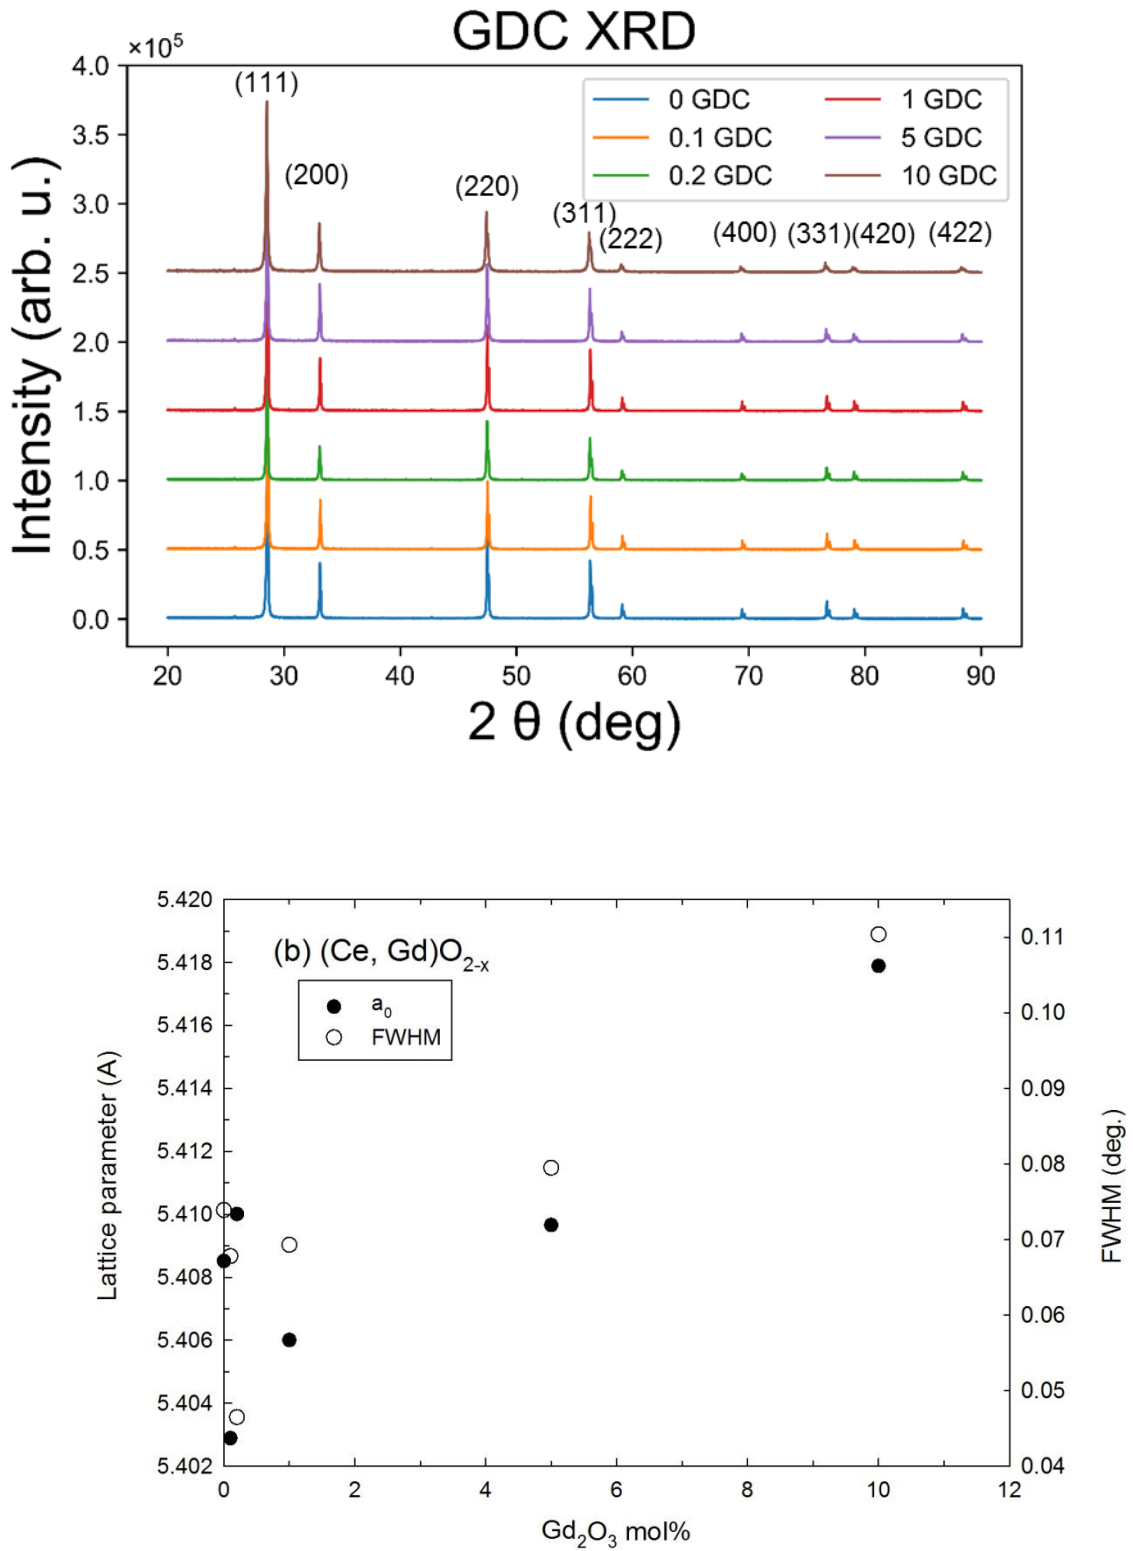 GDC XRD
×10⁵
4.0
3.5
3.0
2.5
2.0
1.5
1.0
0.5
0.0
Intensity (arb. u.)
(111)
(200)
(220)
(311)
(222)
(400)
(331)
(420)
(422)
0 GDC
0.1 GDC
0.2 GDC
1 GDC
5 GDC
10 GDC
20 30 40 50 60 70 80 90
2 θ (deg)
(b) (Ce, Gd)O₂₋ₓ
a₀
FWHM
5.420
5.418
5.416
5.414
5.412
5.410
5.408
5.406
5.404
5.402
Lattice parameter (A)
0.11
0.10
0.09
0.08
0.07
0.06
0.05
0.04
FWHM (deg.)
0 2 4 6 8 10 12
Gd₂O₃ mol%